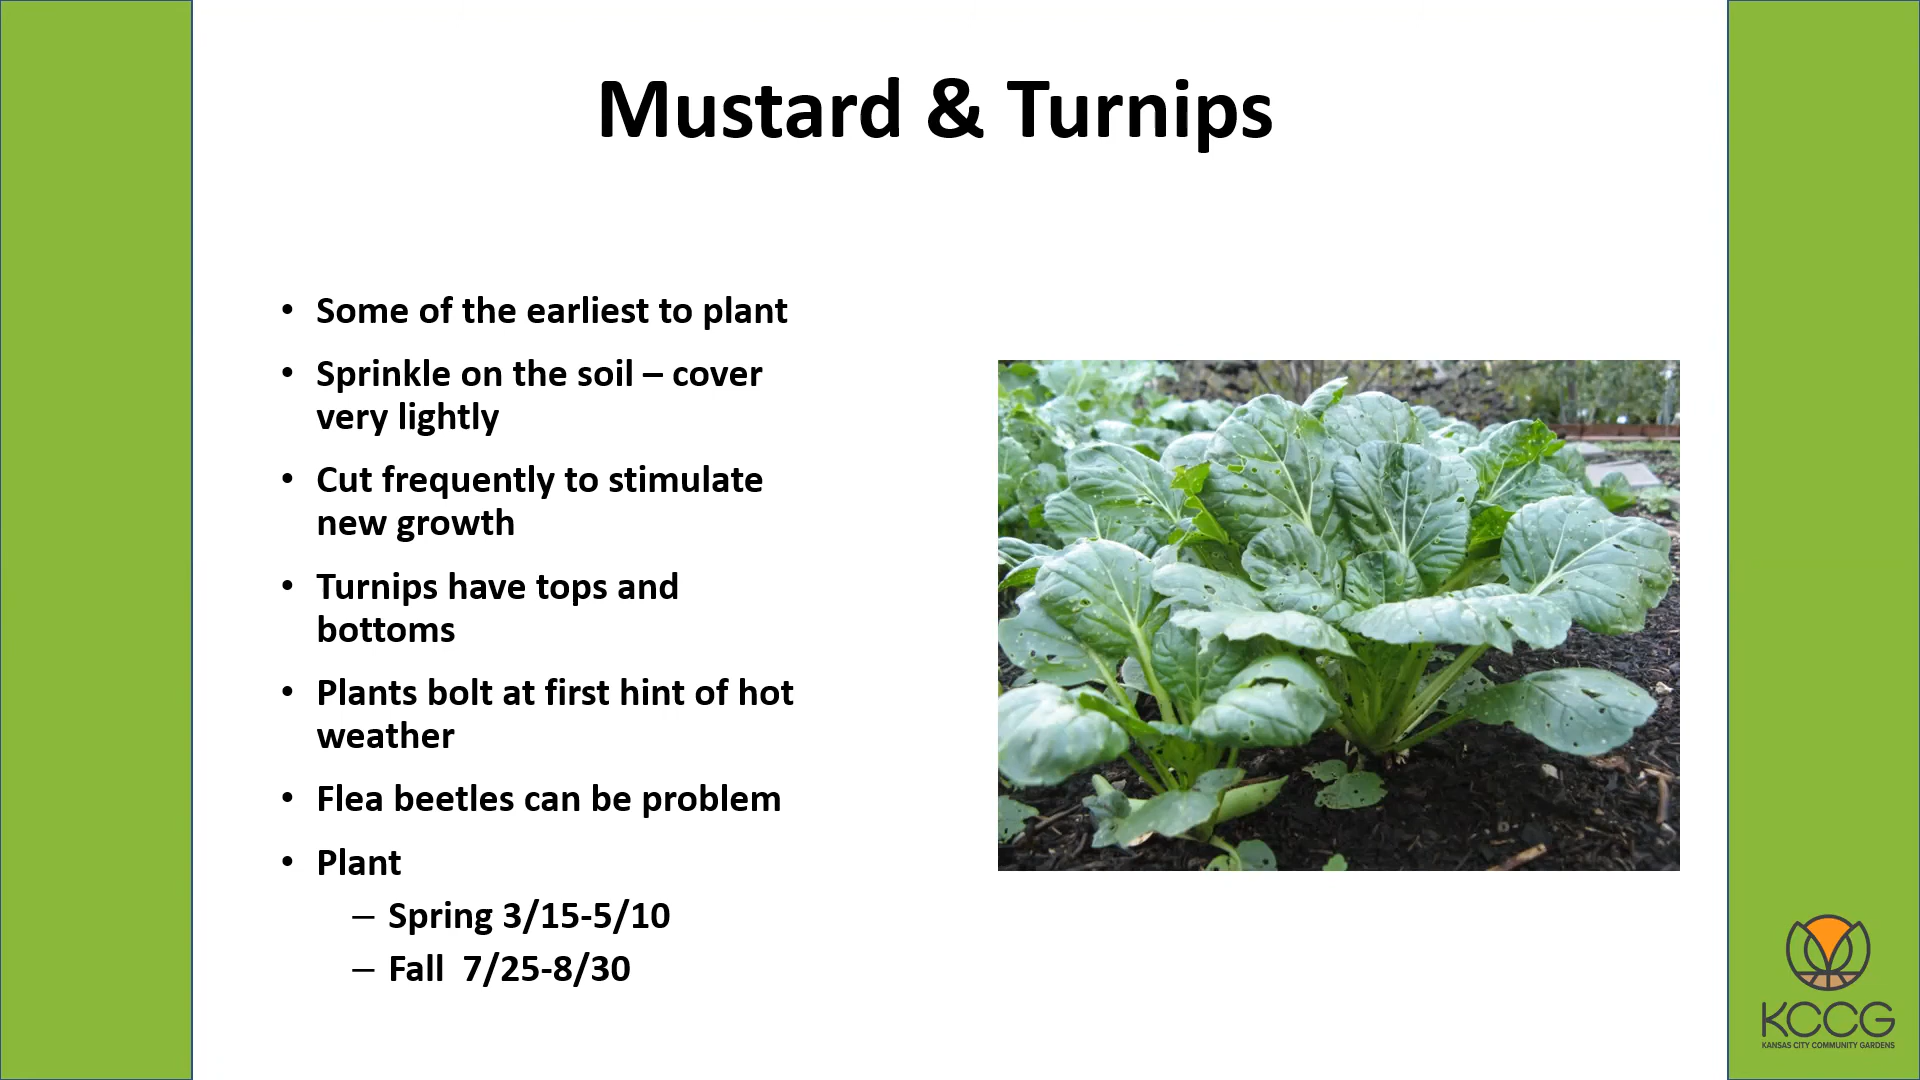 Mustard & Turnips
• Some of the earliest to plant
• Sprinkle on the soil – cover
very lightly
• Cut frequently to stimulate
new growth
• Turnips have tops and
bottoms
• Plants bolt at first hint of hot
weather
• Flea beetles can be problem
• Plant
– Spring 3/15-5/10
– Fall  7/25-8/30
KCCG
KANSAS CITY COMMUNITY GARDENS